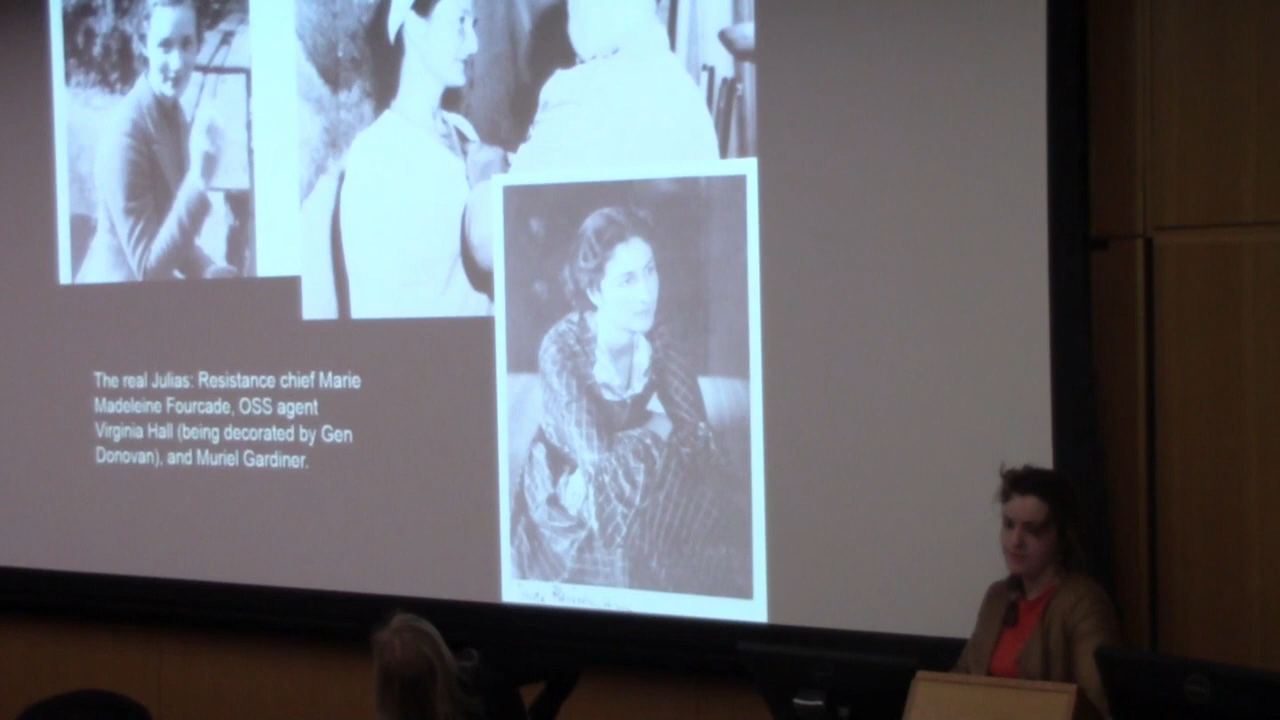 The real Julias: Resistance chief Marie
Madeleine Fourcade, OSS agent
Virginia Hall (being decorated by Gen
Donovan), and Muriel Gardiner.